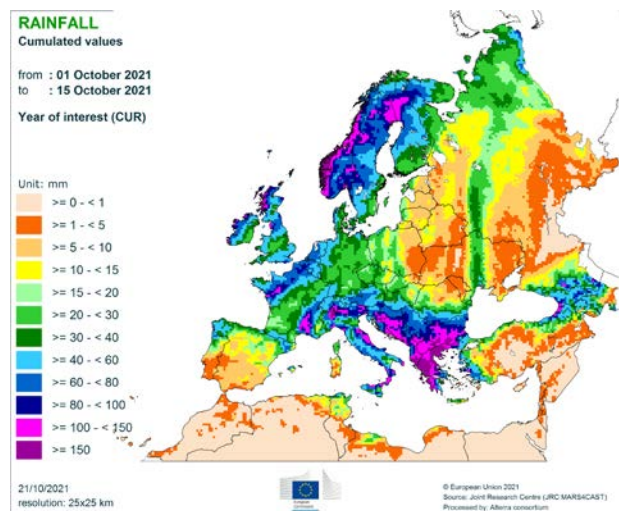 RAINFALL
Cumulated values
from : 01 October 2021
to : 15 October 2021
Year of interest (CUR)
Unit: mm
>= 0 - < 1
>= 1 - < 5
>= 5 - < 10
>= 10 - < 15
>= 15 - < 20
>= 20 - < 30
>= 30 - < 40
>= 40 - < 60
>= 60 - < 80
>= 80 - < 100
>= 100 - < 150
>= 150
21/10/2021
resolution: 25x25 km
© European Union 2021
Source: Joint Research Centre (JRC MARS4CAST)
Processed by: Alterra consortium